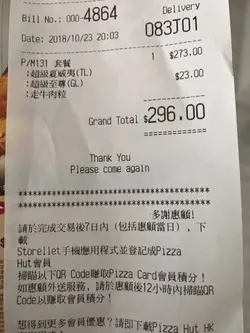 Delivery
Bill No.: 000-4864 083J01
Date: 2018/10/23 20:03
P/M131 套餐 1 $273.00
:超級夏威夷(TL)
:超級至尊(GL) $23.00
:走牛肉粒
Grand Total $296.00
============
Thank You
Please come again
************************************
多謝惠顧!
請於完成交易後7日內 (包括惠顧當日), 下
載
Storellet手機應用程式並登記成Pizza
Hut會員
掃瞄以下QR Code賺取Pizza Card會員積分!
如惠顧外送服務, 請於惠顧後12小時內掃瞄QR
Code以賺取會員積分!
想得到更多會員優惠? 請即下載Pizza Hut HK